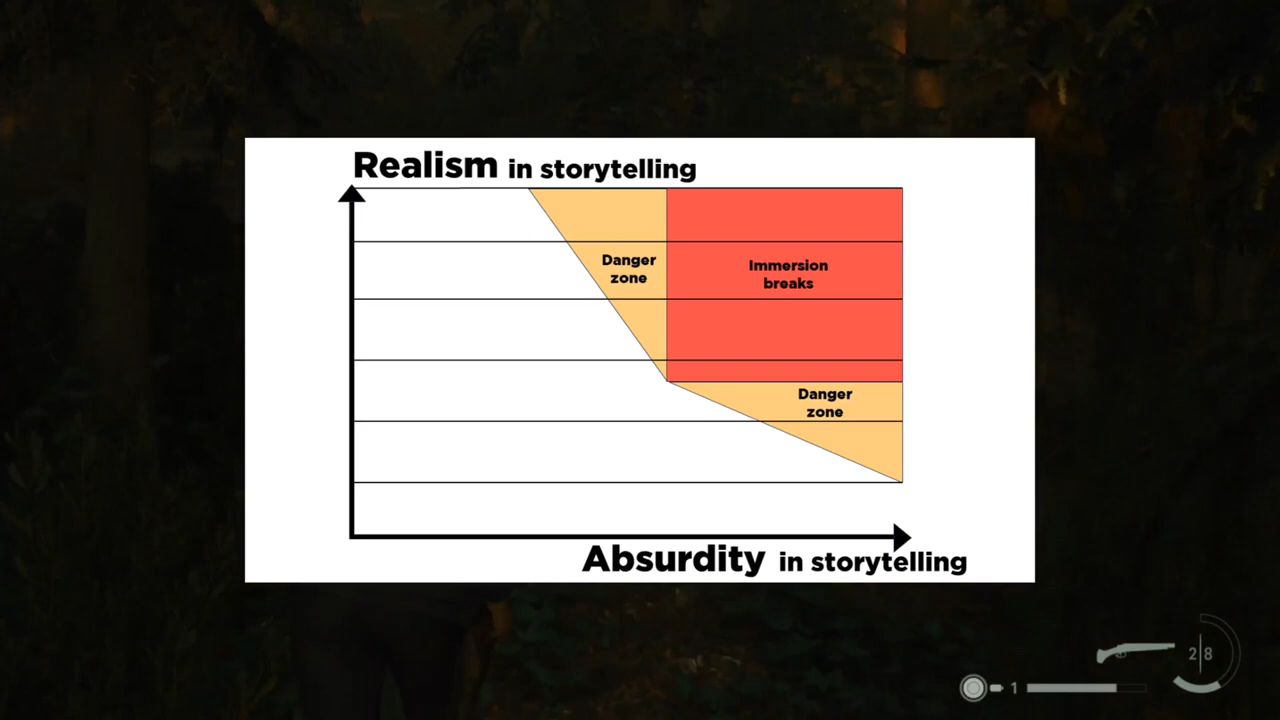 Realism in storytelling
Danger
zone
Immersion
breaks
Danger
zone
Absurdity in storytelling
2|8
1